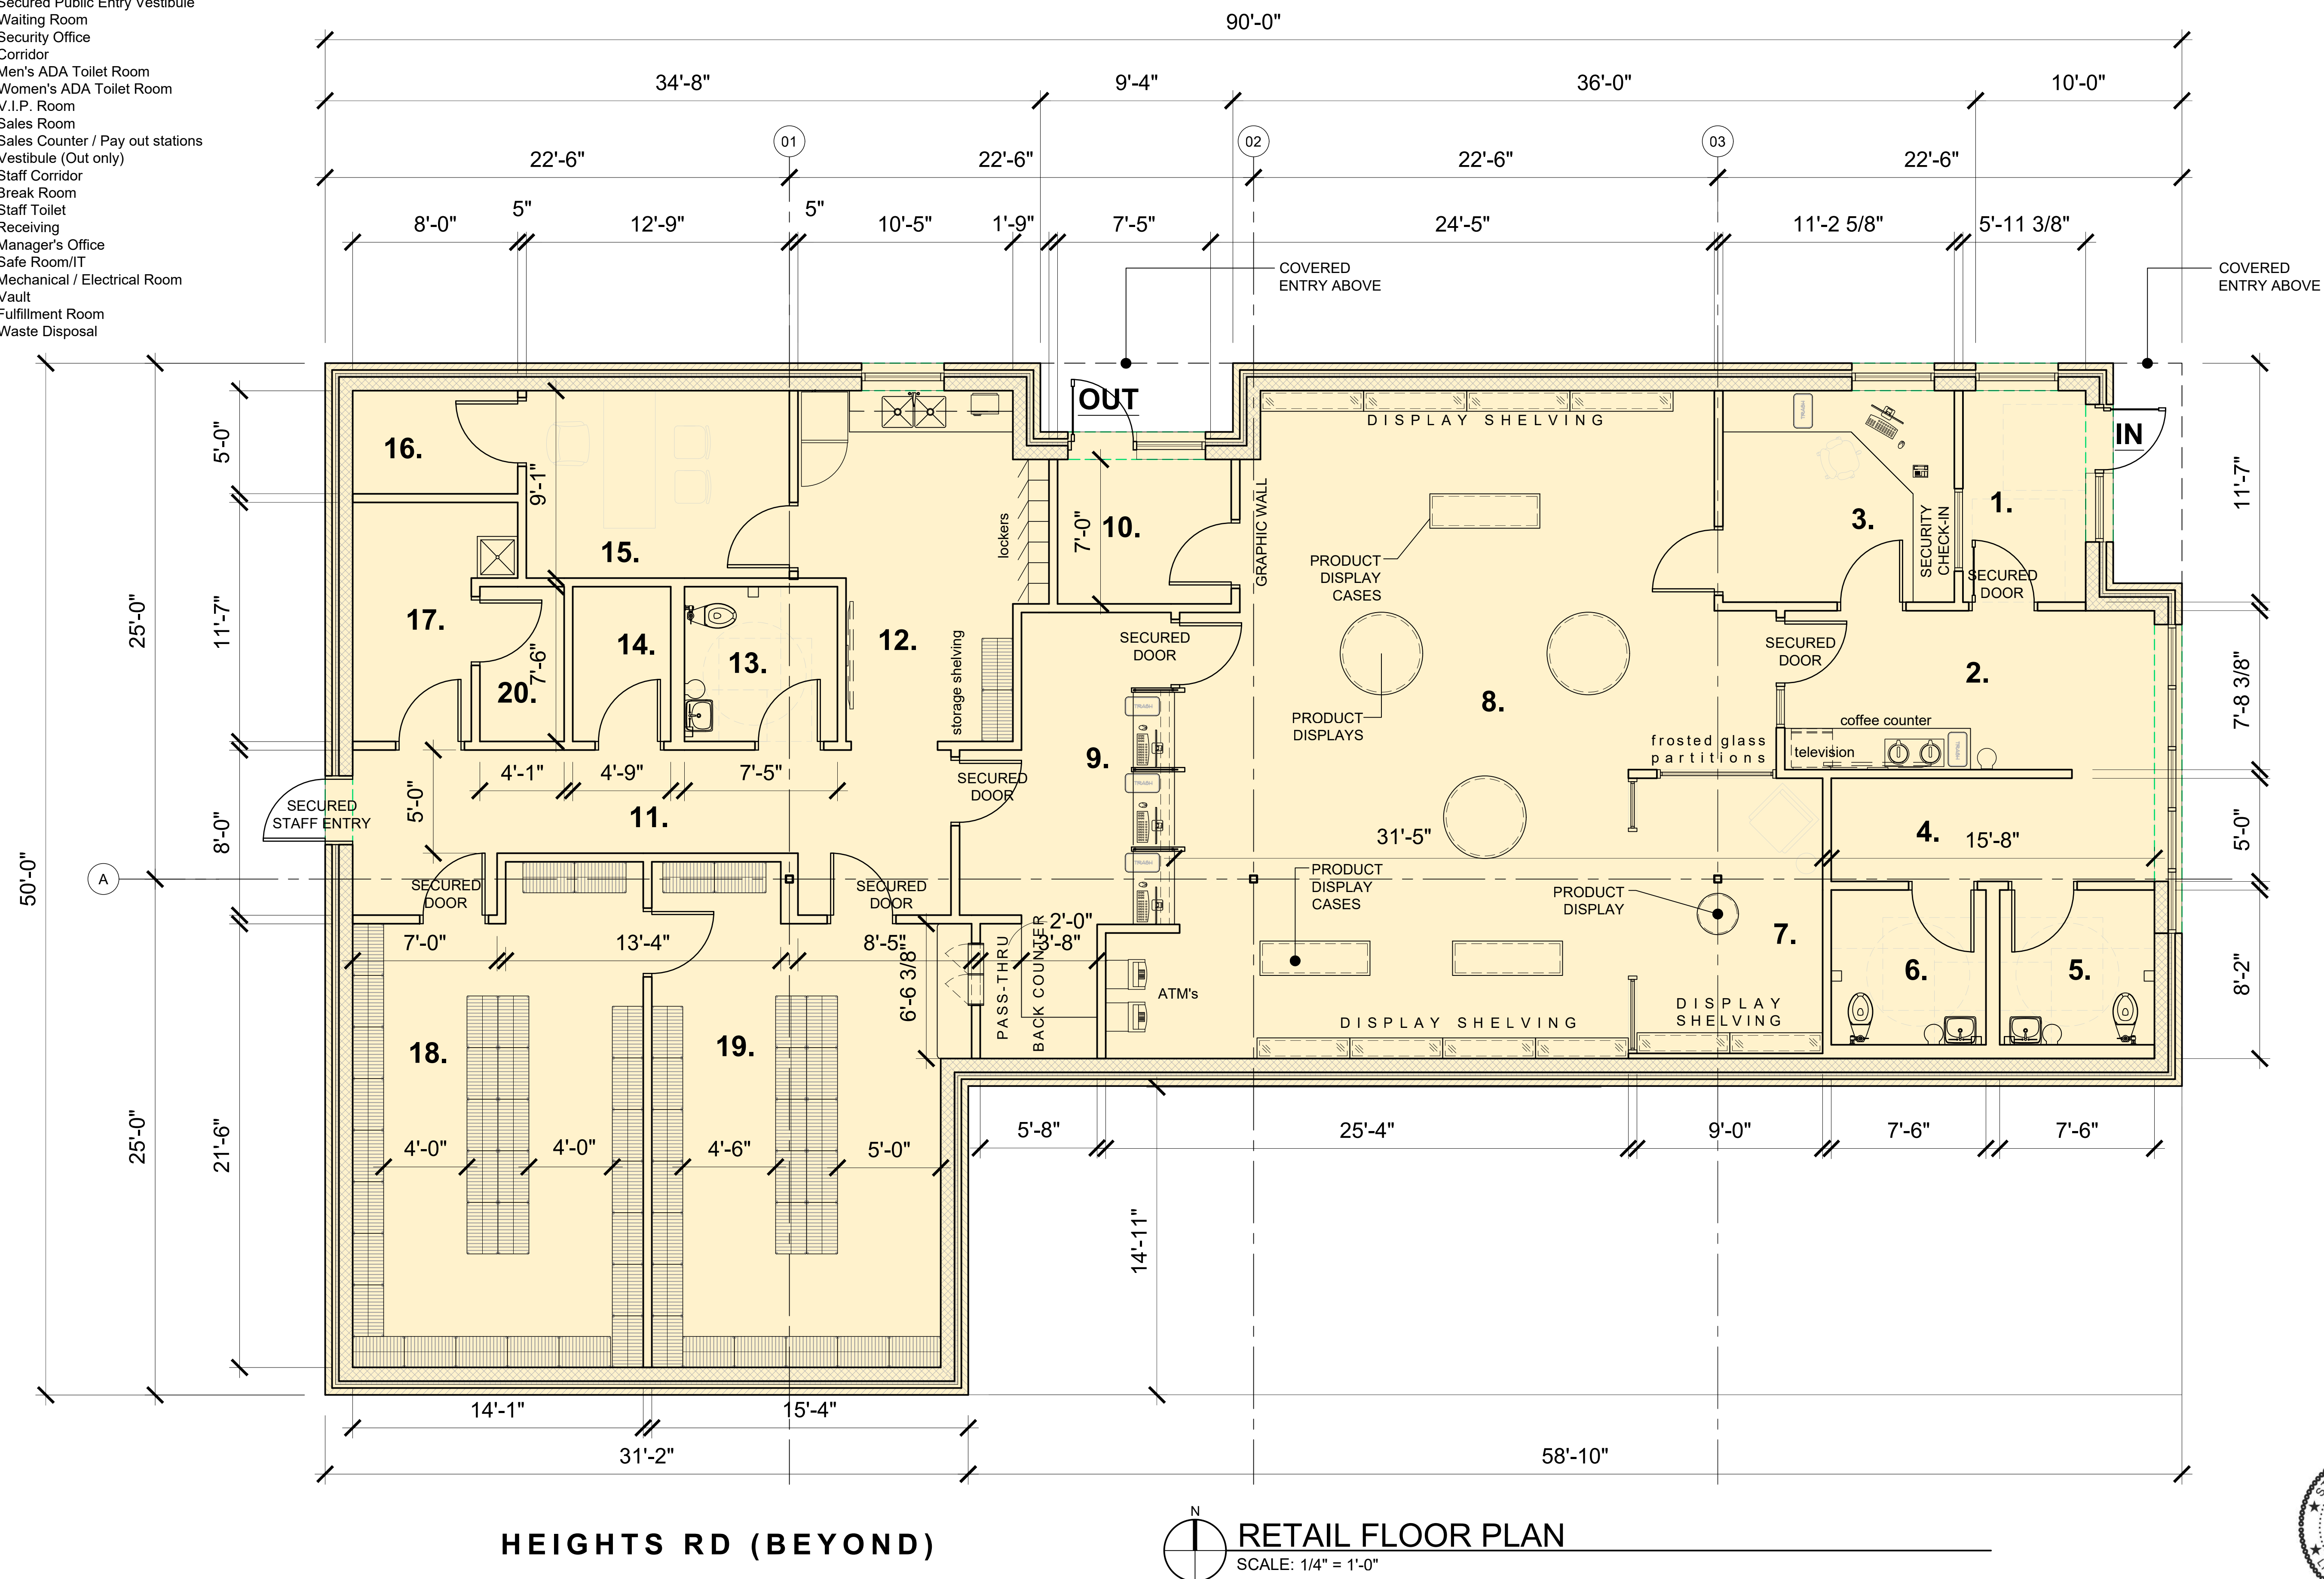 Secured Public Entry Vestibule
Waiting Room
Security Office
Corridor
Men's ADA Toilet Room
Women's ADA Toilet Room
V.I.P. Room
Sales Room
Sales Counter / Pay out stations
Vestibule (Out only)
Staff Corridor
Break Room
Staff Toilet
Receiving
Manager's Office
Safe Room/IT
Mechanical / Electrical Room
Vault
Fulfillment Room
Waste Disposal
90'-0"
34'-8"
9'-4"
36'-0"
10'-0"
01
02
03
22'-6"
22'-6"
22'-6"
22'-6"
8'-0"
5"
12'-9"
5"
10'-5"
1'-9"
7'-5"
24'-5"
11'-2 5/8"
5'-11 3/8"
COVERED
ENTRY ABOVE
COVERED
ENTRY ABOVE
OUT
IN
DISPLAY SHELVING
TRASH
5'-0"
16.
9'-1"
15.
lockers
7'-0"
10.
GRAPHIC WALL
PRODUCT
DISPLAY
CASES
3.
SECURITY
CHECK-IN
1.
SECURED
DOOR
11'-7"
25'-0"
11'-7"
17.
20.
7'-6"
14.
13.
12.
storage shelving
SECURED
DOOR
PRODUCT
DISPLAYS
8.
SECURED
DOOR
2.
7'-8 3/8"
coffee counter
television
TRASH
frosted glass
partitions
9.
TRASH
TRASH
TRASH
4'-1"
4'-9"
7'-5"
SECURED
DOOR
SECURED
STAFF ENTRY
5'-0"
11.
8'-0"
50'-0"
A
31'-5"
4.
15'-8"
5'-0"
SECURED
DOOR
SECURED
DOOR
PRODUCT
DISPLAY
CASES
PRODUCT
DISPLAY
7.
6.
5.
8'-2"
7'-0"
13'-4"
8'-5"
2'-0"
3'-8"
6'-6 3/8"
PASS-THRU
BACK COUNTER
ATM's
DISPLAY SHELVING
DISPLAY
SHELVING
18.
19.
25'-0"
21'-6"
4'-0"
4'-0"
4'-6"
5'-0"
5'-8"
25'-4"
9'-0"
7'-6"
7'-6"
14'-11"
14'-1"
15'-4"
31'-2"
58'-10"
HEIGHTS RD (BEYOND)
N
RETAIL FLOOR PLAN
SCALE: 1/4" = 1'-0"